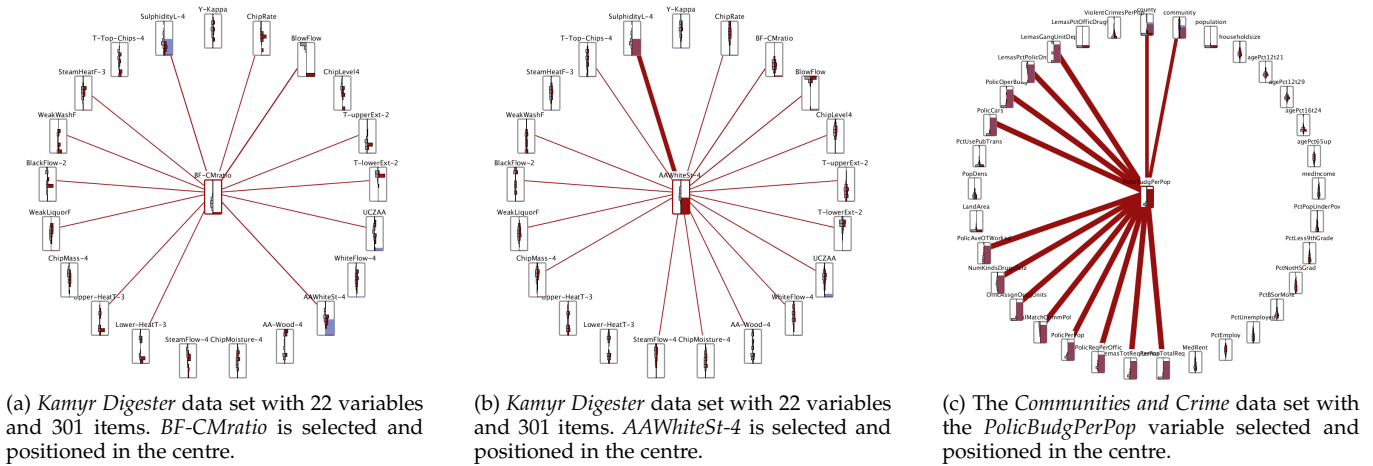 Y-Kappa
SulphidityL-4
ChipRate
T-Top-Chips-4
BlowFlow
SteamHeatF-3
ChipLevel4
WeakWashF
T-upperExt-2
BlackFlow-2
T-lowerExt-2
BF-CMratio
WeakLiquorF
UCZAA
ChipMass-4
WhiteFlow-4
Upper-HeatT-3
AAWhiteSt-4
Lower-HeatT-3
AA-Wood-4
SteamFlow-4
ChipMoisture-4
(a) Kamyr Digester data set with 22 variables
and 301 items. BF-CMratio is selected and
positioned in the centre.
Y-Kappa
SulphidityL-4
ChipRate
T-Top-Chips-4
BF-CMratio
SteamHeatF-3
BlowFlow
WeakWashF
ChipLevel4
BlackFlow-2
T-upperExt-2
AAWhiteSt-4
WeakLiquorF
T-lowerExt-2
ChipMass-4
UCZAA
Upper-HeatT-3
WhiteFlow-4
Lower-HeatT-3
AA-Wood-4
SteamFlow-4
ChipMoisture-4
(b) Kamyr Digester data set with 22 variables
and 301 items. AAWhiteSt-4 is selected and
positioned in the centre.
ViolentCrimesPerPop
county
community
LemasPctOfficDrug
population
LemasGangUnitDep
householdsize
LemasPctPolicOn
agePct12t21
PolicOperBudg
agePct12t29
PolicCars
agePct16t24
PctUsePubTrans
agePct65up
PopDens
PolicBudgPerPop
medIncome
LandArea
PctPopUnderPov
PolicAveOTWorked
PctLess9thGrade
NumKindsDrugsSeiz
PctNotHSGrad
OfficAssgnDrugUnits
PctBSorMore
PctUnemployed
PolicPerPop
PctEmploy
PolicReqPerOffic
MedRent
LemasTotReqPerPop
LemasTotalReq
(c) The Communities and Crime data set with
the PolicBudgPerPop variable selected and
positioned in the centre.